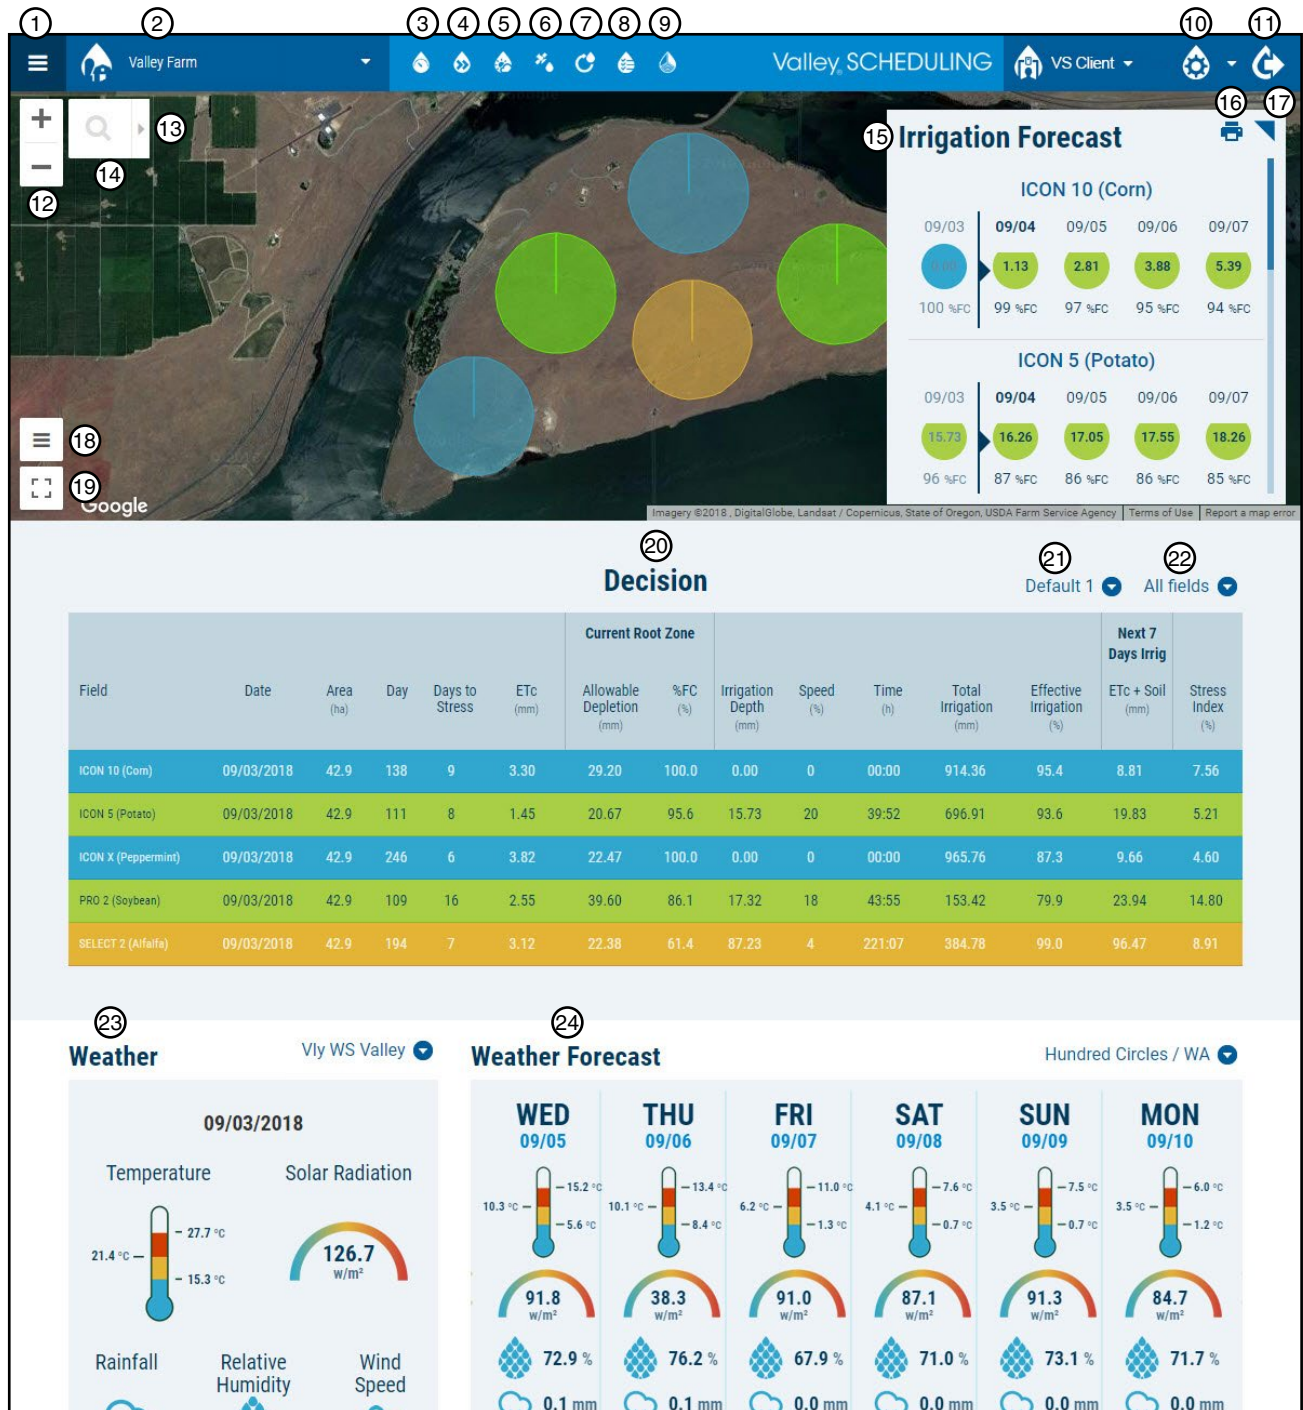 1 2 3 4 5 6 7 8 9 10 11
Valley Farm
Valley. SCHEDULING
VS Client
12 13 14 15 16 17
Irrigation Forecast
ICON 10 (Corn)
09/03 09/04 09/05 09/06 09/07
0.00 1.13 2.81 3.88 5.39
100 %FC 99 %FC 97 %FC 95 %FC 94 %FC
ICON 5 (Potato)
09/03 09/04 09/05 09/06 09/07
15.73 16.26 17.05 17.55 18.26
96 %FC 87 %FC 86 %FC 86 %FC 85 %FC
18
19
Google
Imagery ©2018 , DigitalGlobe, Landsat / Copernicus, State of Oregon, USDA Farm Service Agency Terms of Use Report a map error
20 21 22
Decision
Default 1 All fields
Current Root Zone Next 7
Days Irrig
Field Date Area Day Days to ETc Allowable %FC Irrigation Speed Time Total Effective ETc + Soil Stress
(ha) Stress (mm) Depletion (%) Depth (%) (h) Irrigation Irrigation (mm) Index
(mm) (mm) (mm) (%) (%)
ICON 10 (Corn) 09/03/2018 42.9 138 9 3.30 29.20 100.0 0.00 0 00:00 914.36 95.4 8.81 7.56
ICON 5 (Potato) 09/03/2018 42.9 111 8 1.45 20.67 95.6 15.73 20 39:52 696.91 93.6 19.83 5.21
ICON X (Peppermint) 09/03/2018 42.9 246 6 3.82 22.47 100.0 0.00 0 00:00 965.76 87.3 9.66 4.60
PRO 2 (Soybean) 09/03/2018 42.9 109 16 2.55 39.60 86.1 17.32 18 43:55 153.42 79.9 23.94 14.80
SELECT 2 (Alfalfa) 09/03/2018 42.9 194 7 3.12 22.38 61.4 87.23 4 221:07 384.78 99.0 96.47 8.91
23
Weather Vly WS Valley
09/03/2018
Temperature Solar Radiation
27.7 °C
21.4 °C
15.3 °C
126.7
w/m²
Rainfall Relative Wind
Humidity Speed
24
Weather Forecast Hundred Circles / WA
WED THU FRI SAT SUN MON
09/05 09/06 09/07 09/08 09/09 09/10
15.2 °C 13.4 °C 11.0 °C 7.6 °C 7.5 °C 6.0 °C
10.3 °C 10.1 °C 6.2 °C 4.1 °C 3.5 °C 3.5 °C
5.6 °C 8.4 °C 1.3 °C 0.7 °C 0.7 °C 1.2 °C
91.8 38.3 91.0 87.1 91.3 84.7
w/m² w/m² w/m² w/m² w/m² w/m²
72.9 % 76.2 % 67.9 % 71.0 % 73.1 % 71.7 %
0.1 mm 0.1 mm 0.0 mm 0.0 mm 0.0 mm 0.0 mm